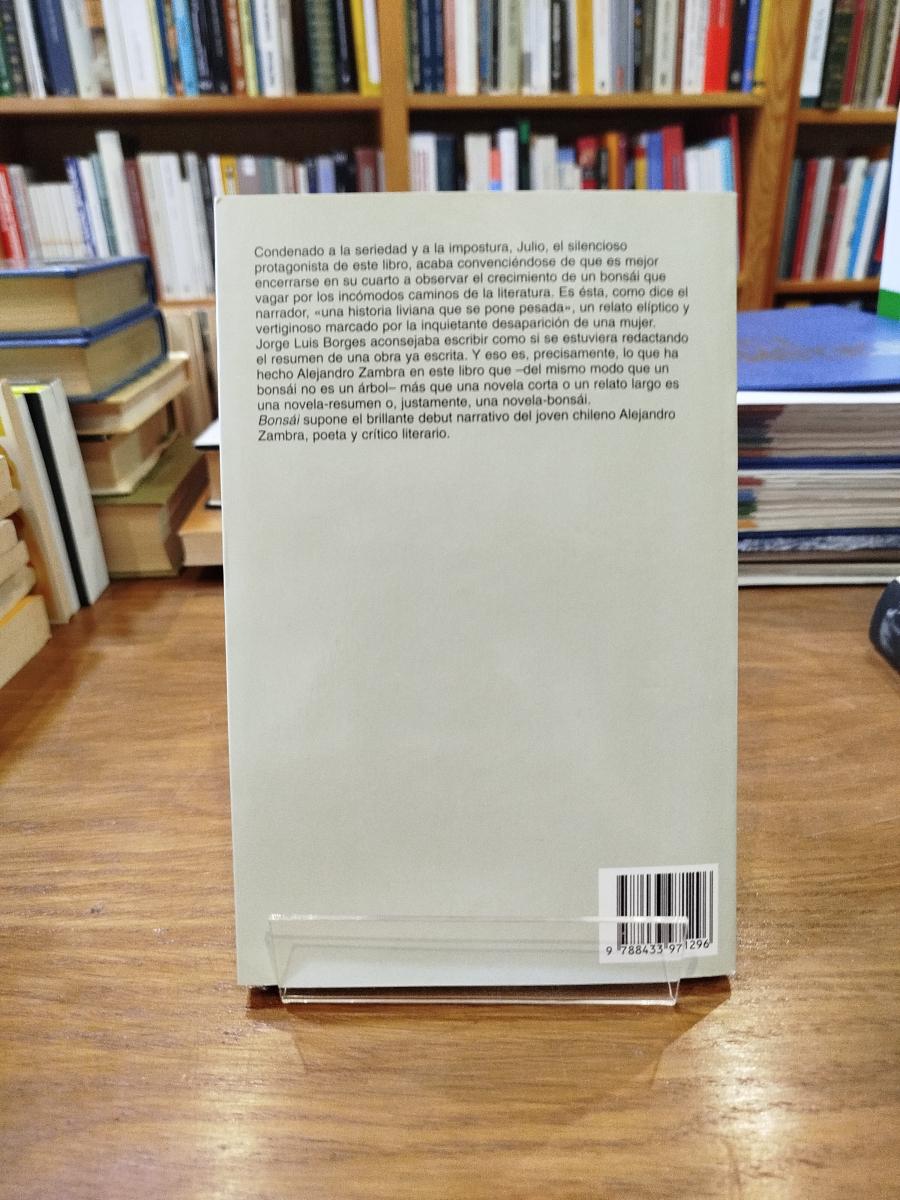 Condenado a la seriedad y a la impostura, Julio, el silencioso
protagonista de este libro, acaba convenciéndose de que es mejor
encerrarse en su cuarto a observar el crecimiento de un bonsái que
vagar por los incómodos caminos de la literatura. Es ésta, como dice el
narrador, «una historia liviana que se pone pesada», un relato elíptico y
vertiginoso marcado por la inquietante desaparición de una mujer.
Jorge Luis Borges aconsejaba escribir como si se estuviera redactando
el resumen de una obra ya escrita. Y eso es, precisamente, lo que ha
hecho Alejandro Zambra en este libro que –del mismo modo que un
bonsái no es un árbol– más que una novela corta o un relato largo es
una novela-resumen o, justamente, una novela-bonsái.
Bonsái supone el brillante debut narrativo del joven chileno Alejandro
Zambra, poeta y crítico literario.
9 788433 971296